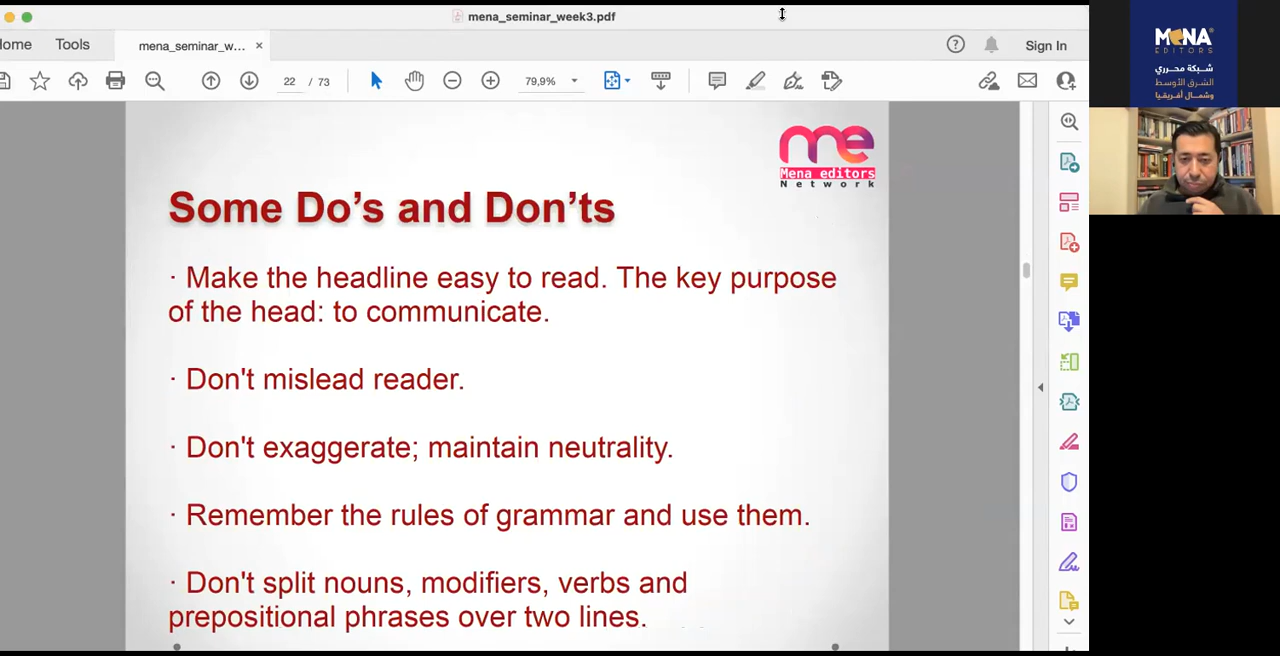 mena_seminar_week3.pdf
Home
Tools
mena_seminar_w... ×
Sign In
22 / 73
79,9%
me
Mena editors
Network
Some Do’s and Don’ts
· Make the headline easy to read. The key purpose
of the head: to communicate.
· Don't mislead reader.
· Don't exaggerate; maintain neutrality.
· Remember the rules of grammar and use them.
· Don't split nouns, modifiers, verbs and
prepositional phrases over two lines.
MENA
EDITORS
شبكة محرري
الشرق الأوسط
وشمال أفريقيا